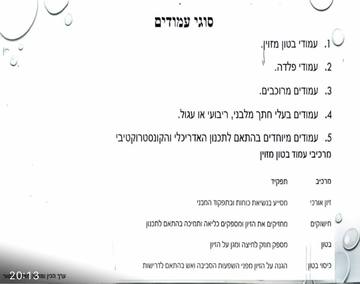 סוגי עמודים
1. עמודי בטון מזוין.
2. עמודי פלדה.
3. עמודים מרוכבים.
4. עמודים בעלי חתך מלבני, ריבועי או עגול.
5. עמודים מיוחדים בהתאם לתכנון האדריכלי והקונסטרוקטיבי
מרכיבי עמוד בטון מזוין
מרכיב תפקיד
זיון אורכי מסייע בנשיאת כוחות ובתפקוד המבני
חישוקים מחזיקים את הזיון ומספקים כליאה ותמיכה בהתאם לתכנון
בטון מספק חוזק לחיצה ומגן על הזיון
כיסוי בטון הגנה על הזיון מפני השפעות הסביבה ואש בהתאם לדרישות
20:13